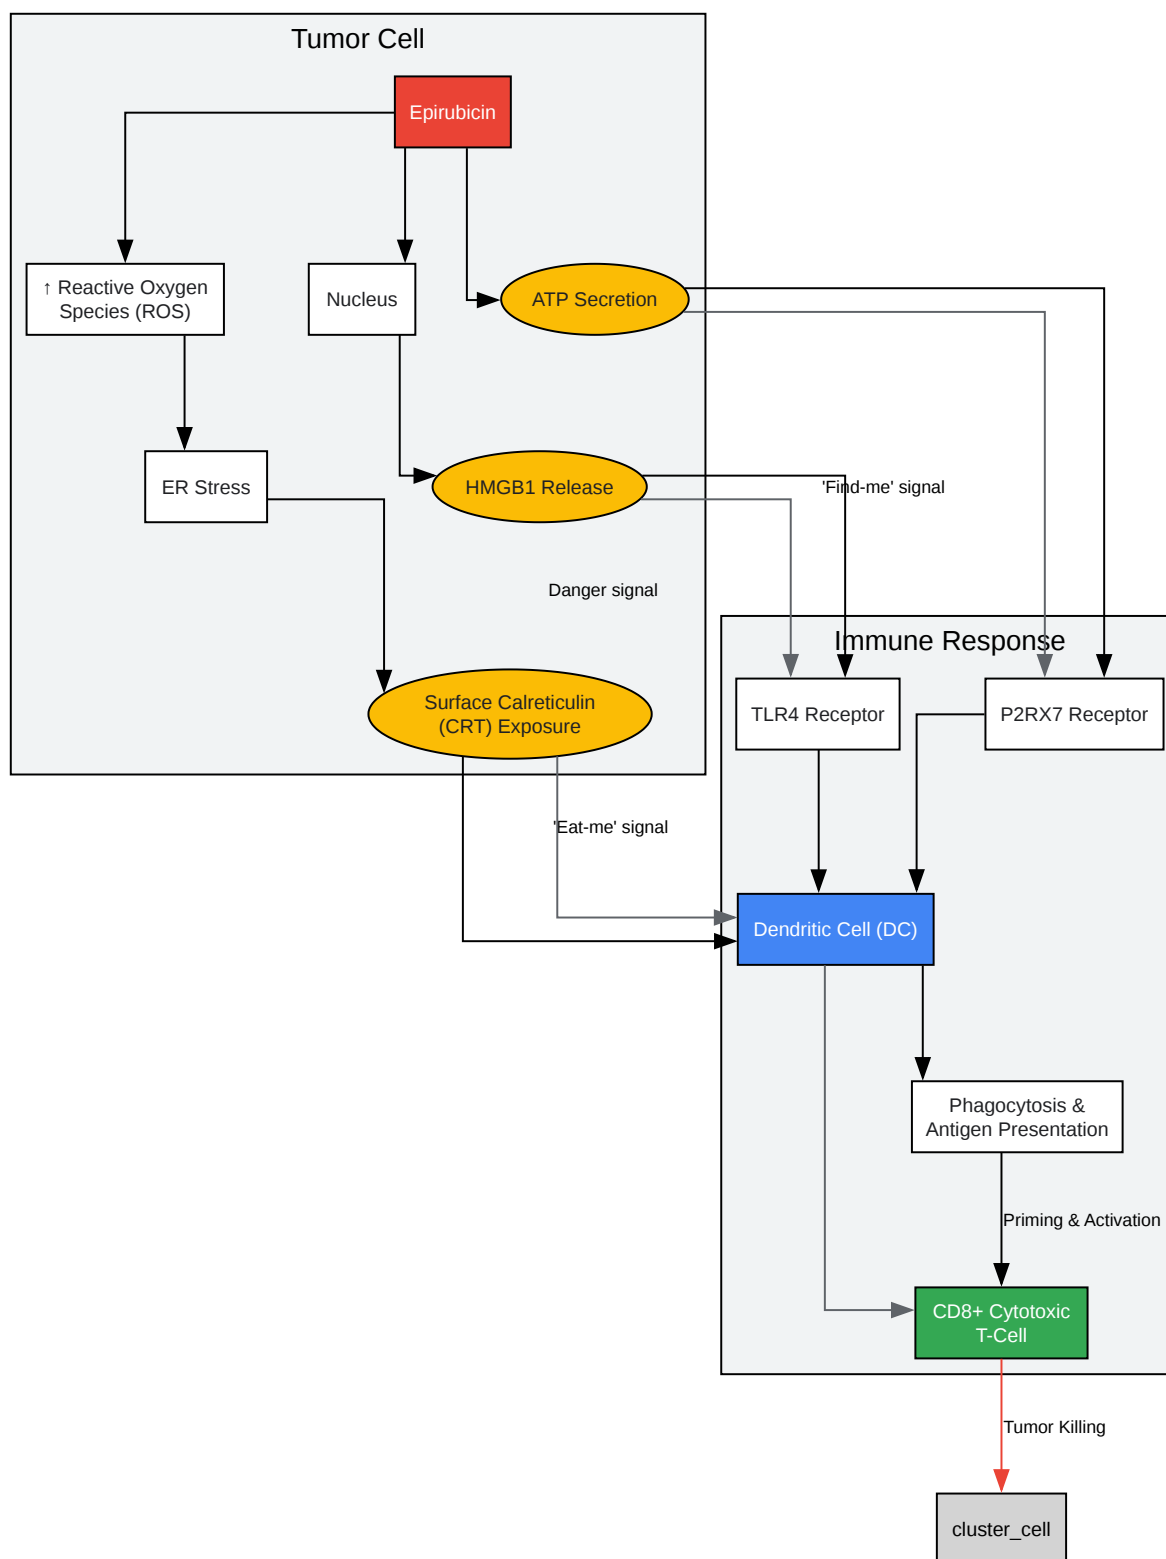 Tumor Cell
Epirubicin
↑ Reactive Oxygen
Species (ROS)
Nucleus
ATP Secretion
ER Stress
HMGB1 Release
'Find-me' signal
Danger signal
Immune Response
Surface Calreticulin
(CRT) Exposure
TLR4 Receptor
P2RX7 Receptor
'Eat-me' signal
Dendritic Cell (DC)
Phagocytosis &
Antigen Presentation
Priming & Activation
CD8+ Cytotoxic
T-Cell
Tumor Killing
cluster_cell